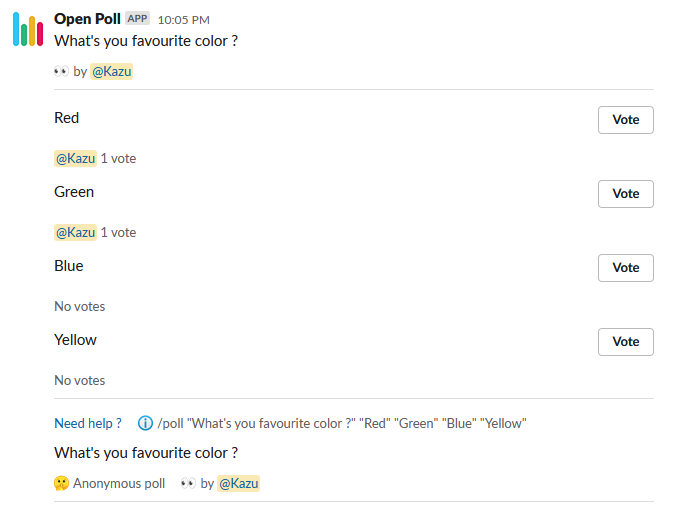 Open Poll APP 10:05 PM
What's you favourite color ?
👀 by @Kazu
Red
Vote
@Kazu 1 vote
Green
Vote
@Kazu 1 vote
Blue
Vote
No votes
Yellow
Vote
No votes
Need help ? ℹ️ /poll "What's you favourite color ?" "Red" "Green" "Blue" "Yellow"
What's you favourite color ?
🤫 Anonymous poll 👀 by @Kazu